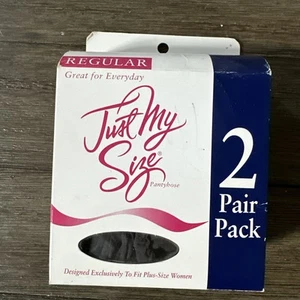 REGULAR
Great for Everyday
Just My
Size®
Pantyhose
2
Pair
Pack
Designed Exclusively To Fit Plus-Size Women